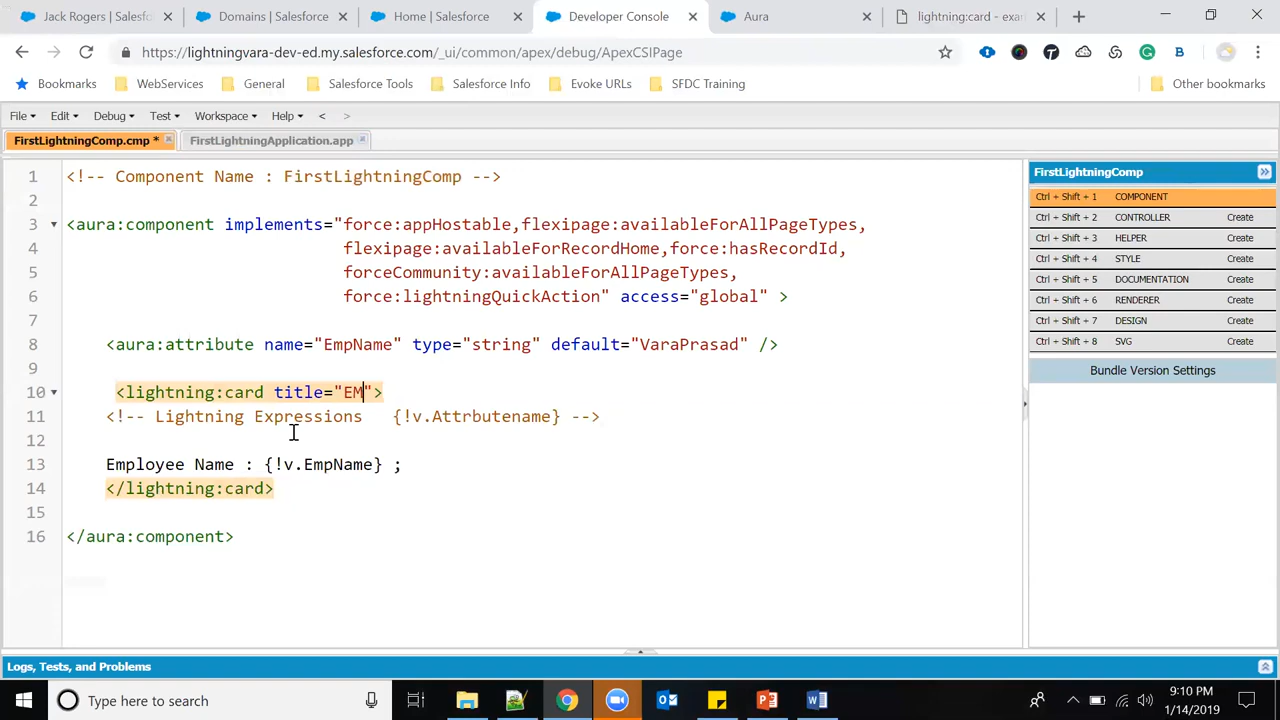 Jack Rogers | Salesfo
Domains | Salesforce
Home | Salesforce
Developer Console
Aura
lightning:card - exam
https://lightningvara-dev-ed.my.salesforce.com/_ui/common/apex/debug/ApexCSIPage
Bookmarks WebServices General Salesforce Tools Salesforce Info Evoke URLs SFDC Training Other bookmarks
File Edit Debug Test Workspace Help < >
FirstLightningComp.cmp * FirstLightningApplication.app
1 <!-- Component Name : FirstLightningComp -->
2
3 <aura:component implements="force:appHostable,flexipage:availableForAllPageTypes,
4 flexipage:availableForRecordHome,force:hasRecordId,
5 forceCommunity:availableForAllPageTypes,
6 force:lightningQuickAction" access="global" >
7
8 <aura:attribute name="EmpName" type="string" default="VaraPrasad" />
9
10 <lightning:card title="EM">
11 <!-- Lightning Expressions {!v.Attrbutename} -->
12
13 Employee Name : {!v.EmpName} ;
14 </lightning:card>
15
16 </aura:component>
FirstLightningComp
Ctrl + Shift + 1 COMPONENT
Ctrl + Shift + 2 CONTROLLER Create
Ctrl + Shift + 3 HELPER Create
Ctrl + Shift + 4 STYLE Create
Ctrl + Shift + 5 DOCUMENTATION Create
Ctrl + Shift + 6 RENDERER Create
Ctrl + Shift + 7 DESIGN Create
Ctrl + Shift + 8 SVG Create
Bundle Version Settings
Logs, Tests, and Problems
Type here to search
9:10 PM
1/14/2019